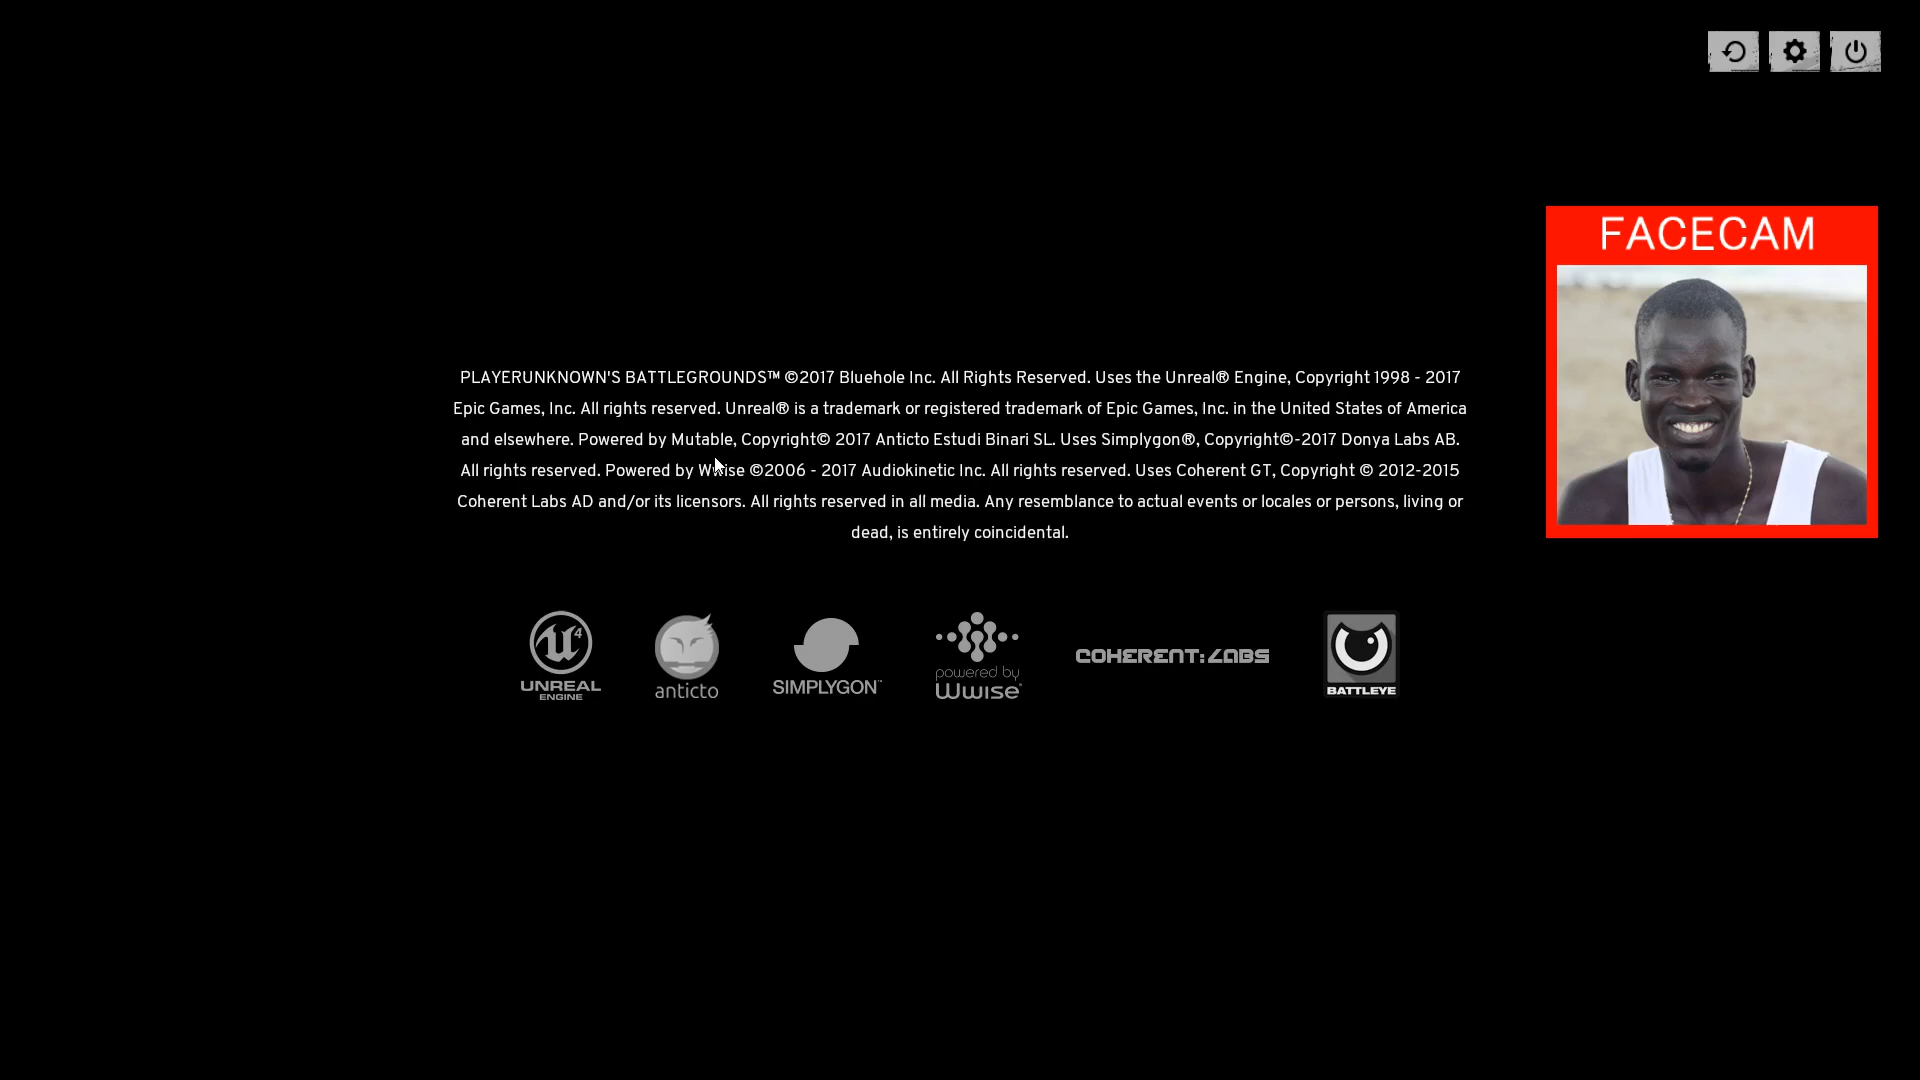 FACECAM
PLAYERUNKNOWN'S BATTLEGROUNDS™ ©2017 Bluehole Inc. All Rights Reserved. Uses the Unreal® Engine, Copyright 1998 - 2017
Epic Games, Inc. All rights reserved. Unreal® is a trademark or registered trademark of Epic Games, Inc. in the United States of America
and elsewhere. Powered by Mutable, Copyright© 2017 Anticto Estudi Binari SL. Uses Simplygon®, Copyright©-2017 Donya Labs AB.
All rights reserved. Powered by Wwise ©2006 - 2017 Audiokinetic Inc. All rights reserved. Uses Coherent GT, Copyright © 2012-2015
Coherent Labs AD and/or its licensors. All rights reserved in all media. Any resemblance to actual events or locales or persons, living or
dead, is entirely coincidental.
U4
UNREAL
ENGINE
anticto
SIMPLYGON™
powered by
Wwise®
COHERENT:LABS
BATTLEYE